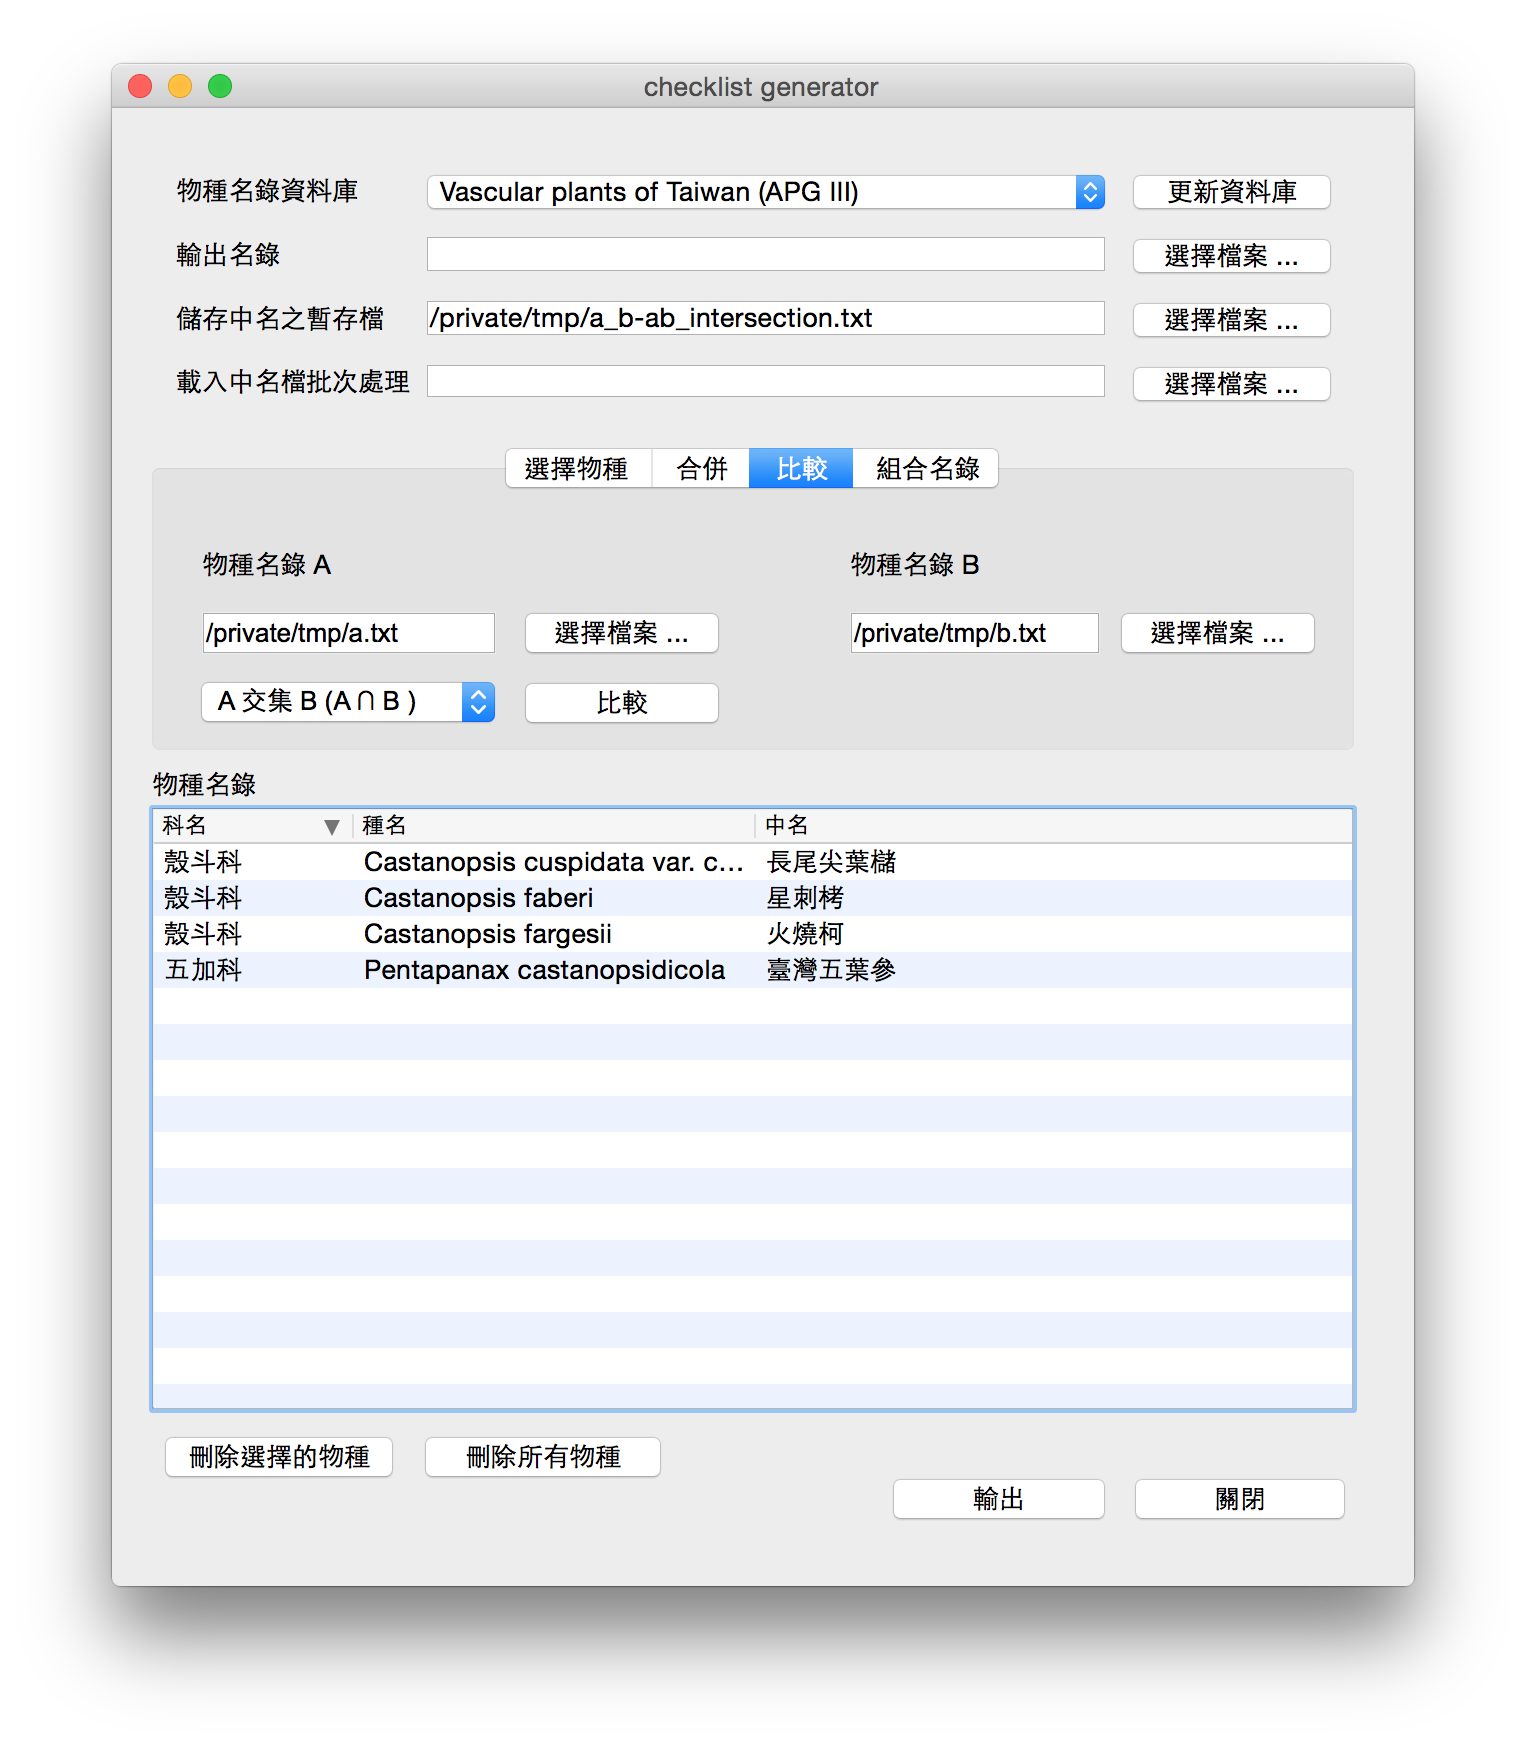 checklist generator
物種名錄資料庫 Vascular plants of Taiwan (APG III) 更新資料庫
輸出名錄 選擇檔案 ...
儲存中名之暫存檔 /private/tmp/a_b-ab_intersection.txt 選擇檔案 ...
載入中名檔批次處理 選擇檔案 ...
選擇物種 合併 比較 組合名錄
物種名錄 A 物種名錄 B
/private/tmp/a.txt 選擇檔案 ... /private/tmp/b.txt 選擇檔案 ...
A 交集 B (A ∩ B ) 比較
物種名錄
科名 ▼ 種名 中名
殼斗科 Castanopsis cuspidata var. c... 長尾尖葉櫧
殼斗科 Castanopsis faberi 星刺栲
殼斗科 Castanopsis fargesii 火燒柯
五加科 Pentapanax castanopsidicola 臺灣五葉參
刪除選擇的物種 刪除所有物種
輸出 關閉